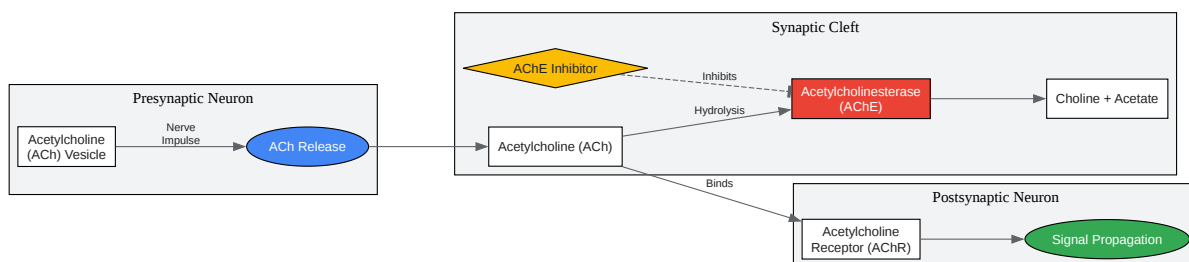 Synaptic Cleft
AChE Inhibitor
Inhibits
Acetylcholinesterase
(AChE)
Choline + Acetate
Hydrolysis
Presynaptic Neuron
Acetylcholine
(ACh) Vesicle
Nerve
Impulse
ACh Release
Acetylcholine (ACh)
Binds
Postsynaptic Neuron
Acetylcholine
Receptor (AChR)
Signal Propagation